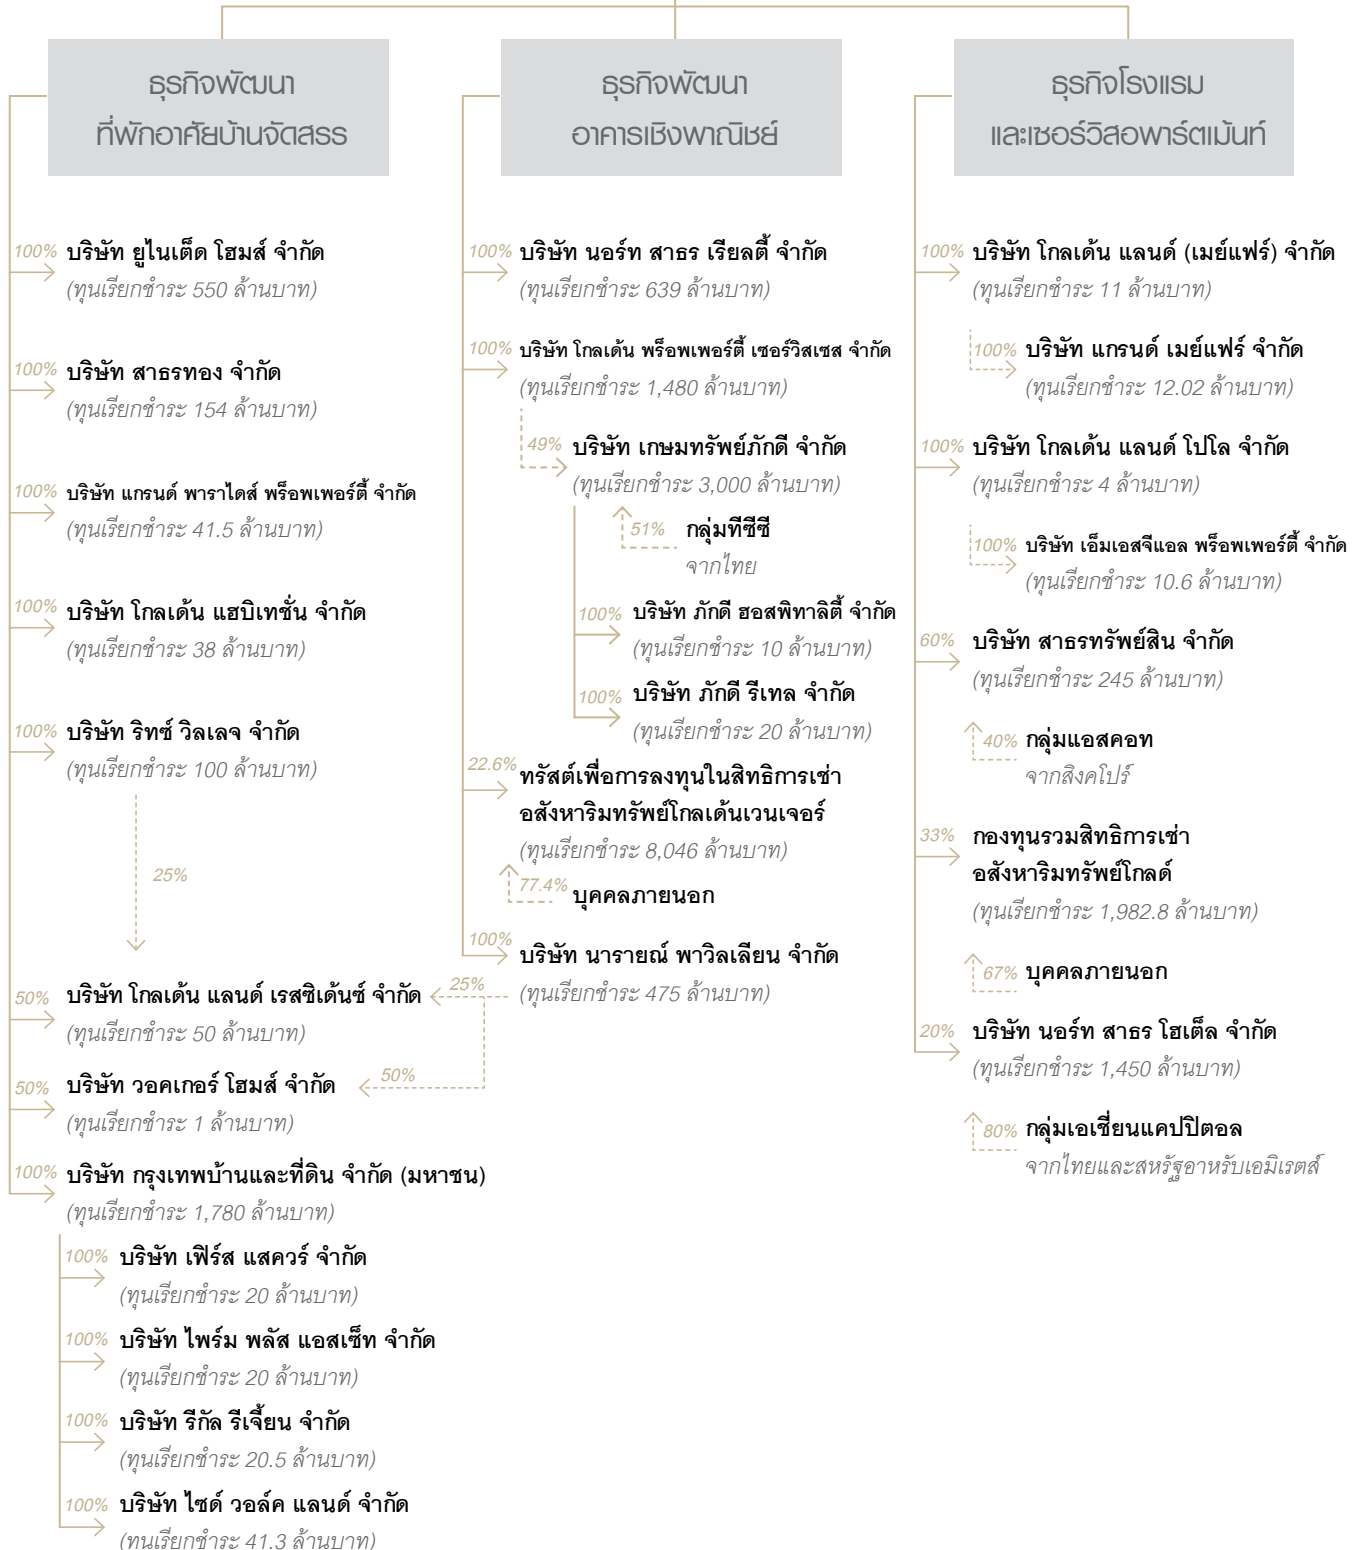 ธุรกิจพัฒนา
ที่พักอาศัยบ้านจัดสรร
100% บริษัท ยูไนเต็ด โฮมส์ จำกัด
(ทุนเรียกชำระ 550 ล้านบาท)
100% บริษัท สาธรทอง จำกัด
(ทุนเรียกชำระ 154 ล้านบาท)
100% บริษัท แกรนด์ พาราไดส์ พร็อพเพอร์ตี้ จำกัด
(ทุนเรียกชำระ 41.5 ล้านบาท)
100% บริษัท โกลเด้น แฮบิเทชั่น จำกัด
(ทุนเรียกชำระ 38 ล้านบาท)
100% บริษัท ริทซ์ วิลเลจ จำกัด
(ทุนเรียกชำระ 100 ล้านบาท)
25%
50% บริษัท โกลเด้น แลนด์ เรสซิเด้นซ์ จำกัด
(ทุนเรียกชำระ 50 ล้านบาท)
50% บริษัท วอคเกอร์ โฮมส์ จำกัด
(ทุนเรียกชำระ 1 ล้านบาท)
100% บริษัท กรุงเทพบ้านและที่ดิน จำกัด (มหาชน)
(ทุนเรียกชำระ 1,780 ล้านบาท)
100% บริษัท เฟิร์ส แสควร์ จำกัด
(ทุนเรียกชำระ 20 ล้านบาท)
100% บริษัท ไพร์ม พลัส แอสเซ็ท จำกัด
(ทุนเรียกชำระ 20 ล้านบาท)
100% บริษัท รีกัล รีเจี้ยน จำกัด
(ทุนเรียกชำระ 20.5 ล้านบาท)
100% บริษัท ไซด์ วอล์ค แลนด์ จำกัด
(ทุนเรียกชำระ 41.3 ล้านบาท)
ธุรกิจพัฒนา
อาคารเชิงพาณิชย์
100% บริษัท นอร์ท สาธร เรียลตี้ จำกัด
(ทุนเรียกชำระ 639 ล้านบาท)
100% บริษัท โกลเด้น พร็อพเพอร์ตี้ เซอร์วิสเซส จำกัด
(ทุนเรียกชำระ 1,480 ล้านบาท)
49% บริษัท เกษมทรัพย์ภักดี จำกัด
(ทุนเรียกชำระ 3,000 ล้านบาท)
51% กลุ่มทีซีซี
จากไทย
100% บริษัท ภักดี ฮอสพิทาลิตี้ จำกัด
(ทุนเรียกชำระ 10 ล้านบาท)
100% บริษัท ภักดี รีเทล จำกัด
(ทุนเรียกชำระ 20 ล้านบาท)
22.6% ทรัสต์เพื่อการลงทุนในสิทธิการเช่า
อสังหาริมทรัพย์โกลเด้นเวนเจอร์
(ทุนเรียกชำระ 8,046 ล้านบาท)
77.4% บุคคลภายนอก
100% บริษัท นารายณ์ พาวิลเลียน จำกัด
(ทุนเรียกชำระ 475 ล้านบาท)
25%
50%
ธุรกิจโรงแรม
และเซอร์วิสอพาร์ตเม้นท์
100% บริษัท โกลเด้น แลนด์ (เมย์แฟร์) จำกัด
(ทุนเรียกชำระ 11 ล้านบาท)
100% บริษัท แกรนด์ เมย์แฟร์ จำกัด
(ทุนเรียกชำระ 12.02 ล้านบาท)
100% บริษัท โกลเด้น แลนด์ โปโล จำกัด
(ทุนเรียกชำระ 4 ล้านบาท)
100% บริษัท เอ็มเอสจีแอล พร็อพเพอร์ตี้ จำกัด
(ทุนเรียกชำระ 10.6 ล้านบาท)
60% บริษัท สาธรทรัพย์สิน จำกัด
(ทุนเรียกชำระ 245 ล้านบาท)
40% กลุ่มแอสคอท
จากสิงคโปร์
33% กองทุนรวมสิทธิการเช่า
อสังหาริมทรัพย์โกลด์
(ทุนเรียกชำระ 1,982.8 ล้านบาท)
67% บุคคลภายนอก
20% บริษัท นอร์ท สาธร โฮเต็ล จำกัด
(ทุนเรียกชำระ 1,450 ล้านบาท)
80% กลุ่มเอเชี่ยนแคปปิตอล
จากไทยและสหรัฐอาหรับเอมิเรตส์